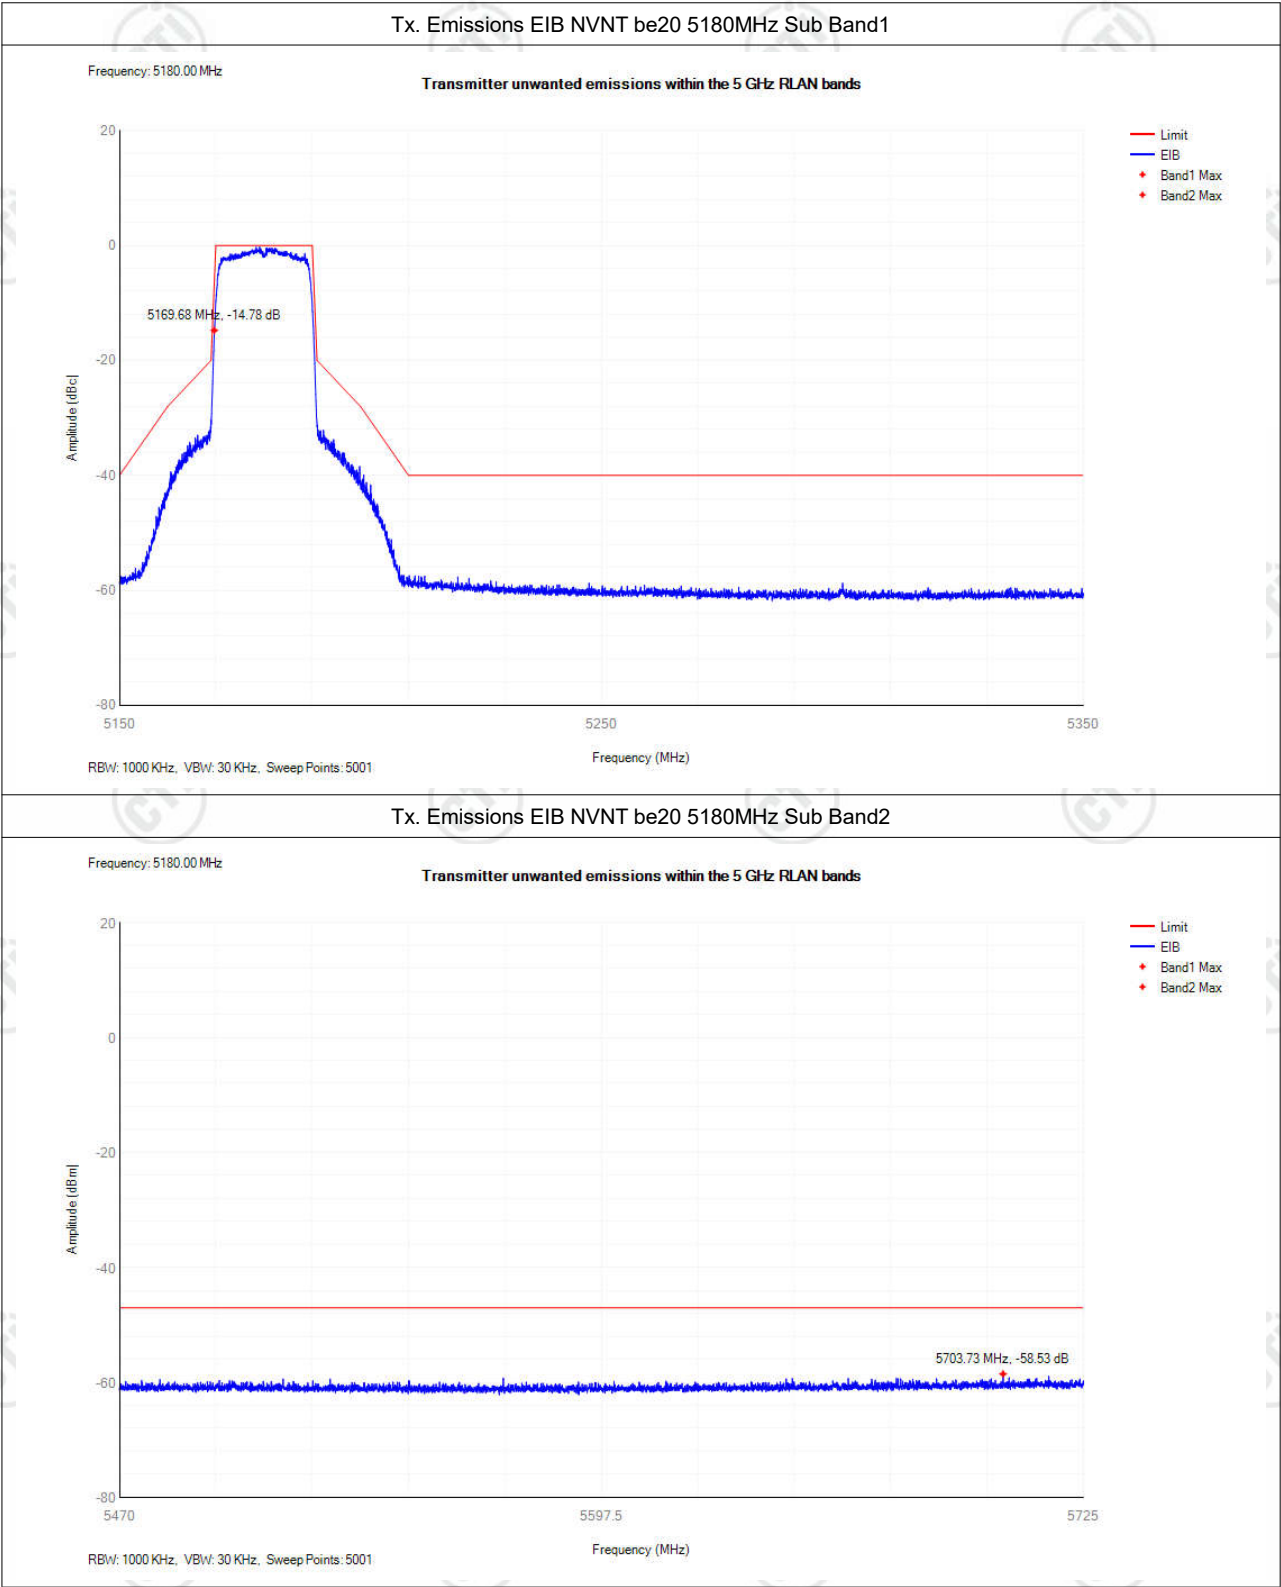 Tx. Emissions EIB NVNT be20 5180MHz Sub Band1
Frequency: 5180.00 MHz
Transmitter unwanted emissions within the 5 GHz RLAN bands
Limit
EIB
Band1 Max
Band2 Max
20
0
-20
-40
-60
-80
Amplitude [dBc]
5169.68 MHz, -14.78 dB
5150
5250
5350
Frequency (MHz)
RBW: 1000 KHz, VBW: 30 KHz, Sweep Points: 5001
Tx. Emissions EIB NVNT be20 5180MHz Sub Band2
Frequency: 5180.00 MHz
Transmitter unwanted emissions within the 5 GHz RLAN bands
Limit
EIB
Band1 Max
Band2 Max
20
0
-20
-40
-60
-80
Amplitude [dBm]
5703.73 MHz, -58.53 dB
5470
5597.5
5725
Frequency (MHz)
RBW: 1000 KHz, VBW: 30 KHz, Sweep Points: 5001